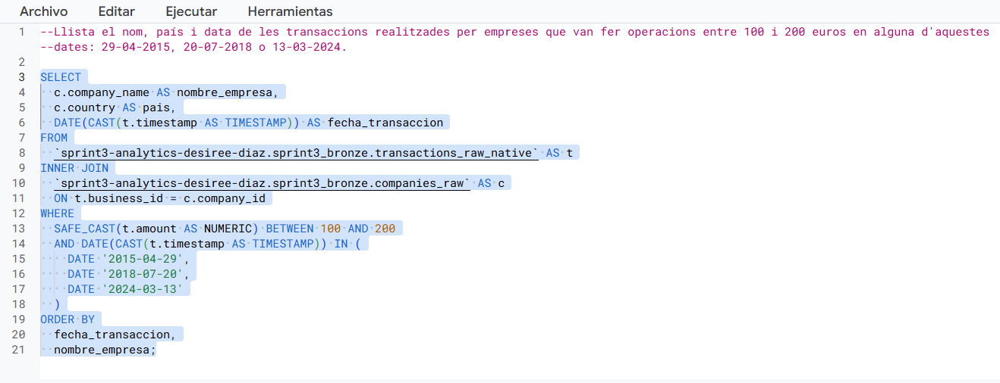 Archivo Editar Ejecutar Herramientas
1 --Llista el nom, país i data de les transaccions realitzades per empreses que van fer operacions entre 100 i 200 euros en alguna d'aquestes
--dates: 29-04-2015, 20-07-2018 o 13-03-2024.
2
3 SELECT
4 c.company_name AS nombre_empresa,
5 c.country AS pais,
6 DATE(CAST(t.timestamp AS TIMESTAMP)) AS fecha_transaccion
7 FROM
8 `sprint3-analytics-desiree-diaz.sprint3_bronze.transactions_raw_native` AS t
9 INNER JOIN
10 `sprint3-analytics-desiree-diaz.sprint3_bronze.companies_raw` AS c
11 ON t.business_id = c.company_id
12 WHERE
13 SAFE_CAST(t.amount AS NUMERIC) BETWEEN 100 AND 200
14 AND DATE(CAST(t.timestamp AS TIMESTAMP)) IN (
15 DATE '2015-04-29',
16 DATE '2018-07-20',
17 DATE '2024-03-13'
18 )
19 ORDER BY
20 fecha_transaccion,
21 nombre_empresa;